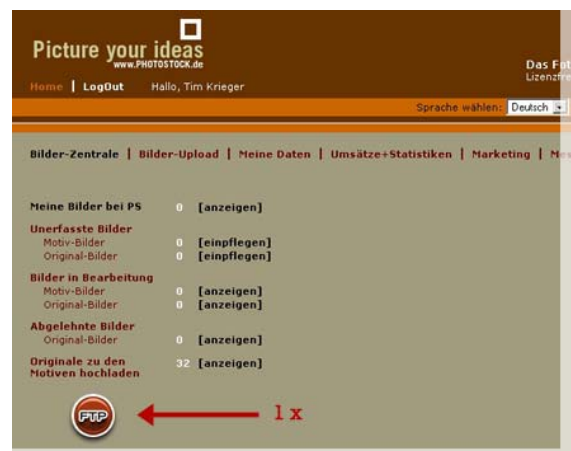 Picture your ideas
www.PHOTOSTOCK.de
Das Fot
Lizenzfre
Home | LogOut Hallo, Tim Krieger
Sprache wählen: Deutsch
Bilder-Zentrale | Bilder-Upload | Meine Daten | Umsätze+Statistiken | Marketing | Mes
Meine Bilder bei PS 0 [anzeigen]
Unerfasste Bilder
Motiv-Bilder 0 [einpflegen]
Original-Bilder 0 [einpflegen]
Bilder in Bearbeitung
Motiv-Bilder 0 [anzeigen]
Original-Bilder 0 [anzeigen]
Abgelehnte Bilder
Original-Bilder 0 [anzeigen]
Originale zu den 32 [anzeigen]
Motiven hochladen
FTP 1 x